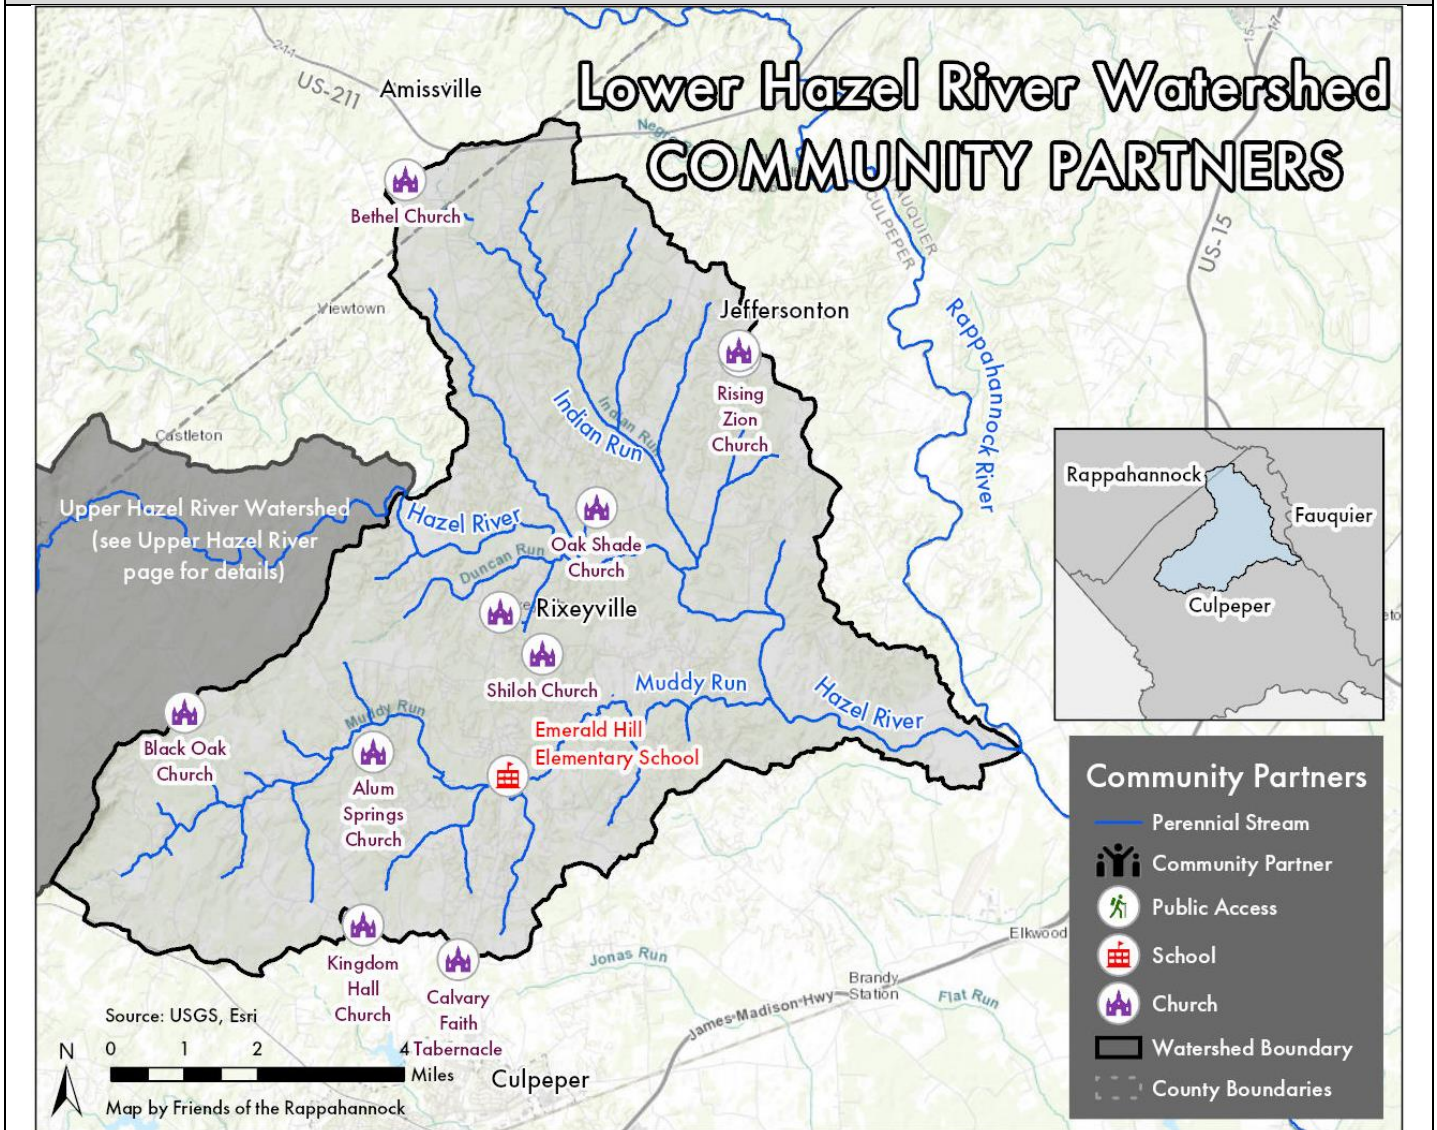 Lower Hazel River Watershed
COMMUNITY PARTNERS
US-211
211
Amissville
15
17
US-15
FAUQUIER
CULPEPER
Bethel Church
Viewtown
Jeffersonton
Rising
Zion
Church
Rappahannock River
Castleton
Indian Run
Indian Run
Upper Hazel River Watershed
(see Upper Hazel River
page for details)
Hazel River
Oak Shade
Church
Duncan Run
Rixeyville
Shiloh Church
Muddy Run
Hazel River
Emerald Hill
Elementary School
Muddy Run
Black Oak
Church
Alum
Springs
Church
Kingdom
Hall
Church
Calvary
Faith
Tabernacle
Culpeper
Jonas Run
Brandy
Station
Elkwood
Flat Run
James-Madison-Hwy
Rappahannock
Fauquier
Culpeper
Community Partners
Perennial Stream
Community Partner
Public Access
School
Church
Watershed Boundary
County Boundaries
Source: USGS, Esri
N
0 1 2 4
Miles
Map by Friends of the Rappahannock